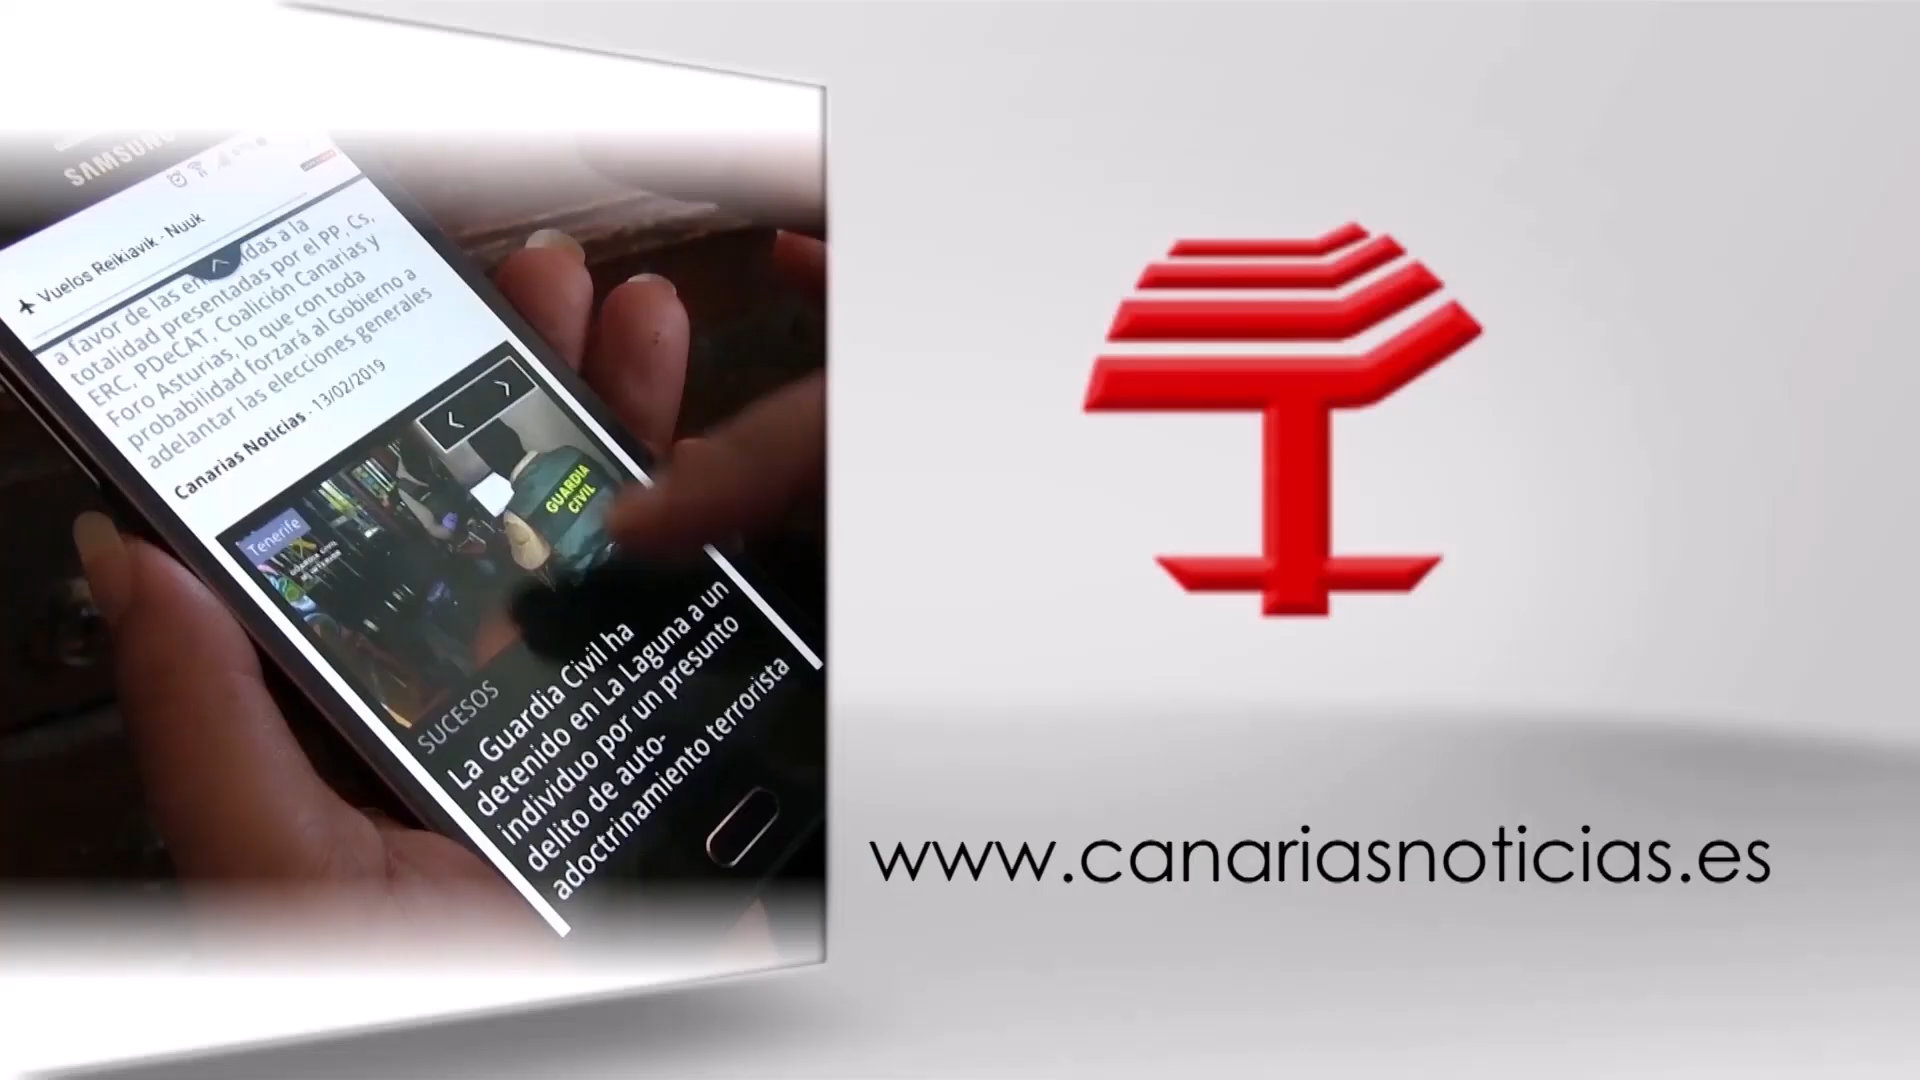 SAMSUNG
Vuelos Reikiavik - Nuuk
a favor de las
totalidad presentadas por el PP, Cs,
ERC, PDeCAT, Coalición Canarias y
Foro Asturias, lo que con toda
probabilidad forzará al Gobierno a
adelantar las elecciones generales
Canarias Noticias - 13/02/2019
Tenerife
GUARDIA
CIVIL
SUCESOS
La Guardia Civil ha
detenido en La Laguna a un
individuo por un presunto
delito de auto-
adoctrinamiento terrorista
www.canariasnoticias.es